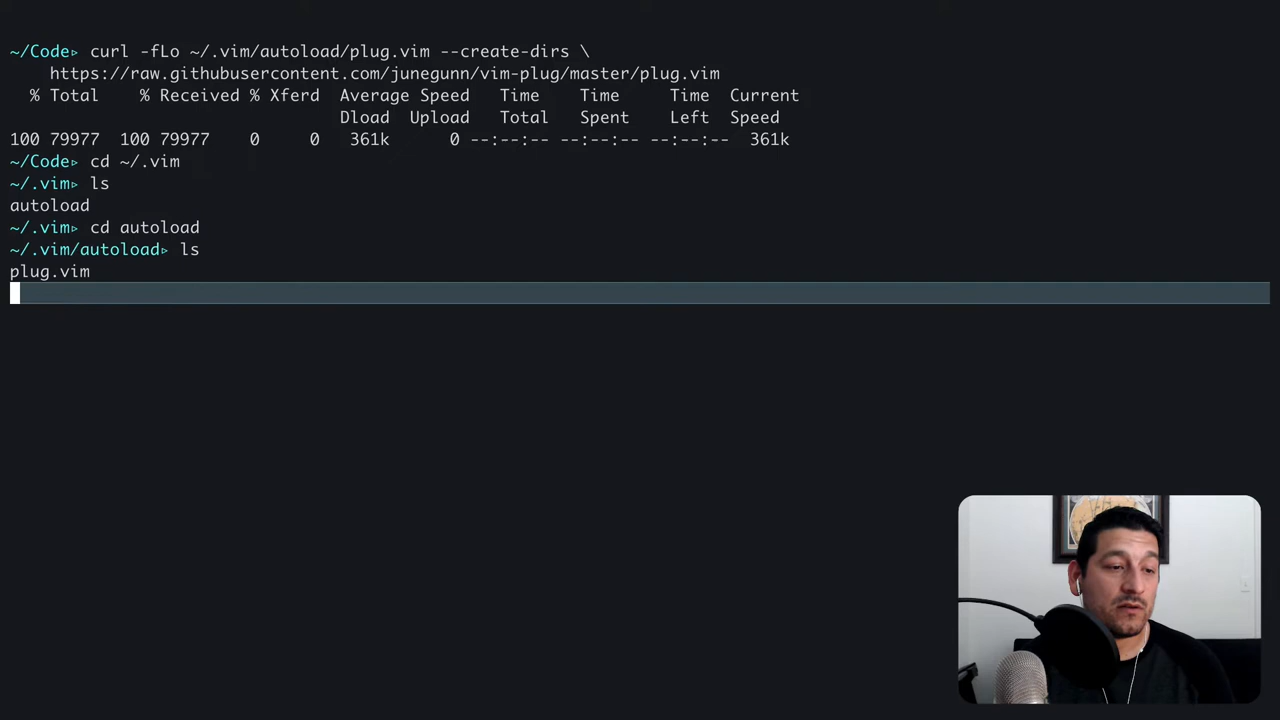 ~/Code▹ curl -fLo ~/.vim/autoload/plug.vim --create-dirs \
https://raw.githubusercontent.com/junegunn/vim-plug/master/plug.vim
% Total % Received % Xferd Average Speed Time Time Time Current
Dload Upload Total Spent Left Speed
100 79977 100 79977 0 0 361k 0 --:--:-- --:--:-- --:--:-- 361k
~/Code▹ cd ~/.vim
~/.vim▹ ls
autoload
~/.vim▹ cd autoload
~/.vim/autoload▹ ls
plug.vim